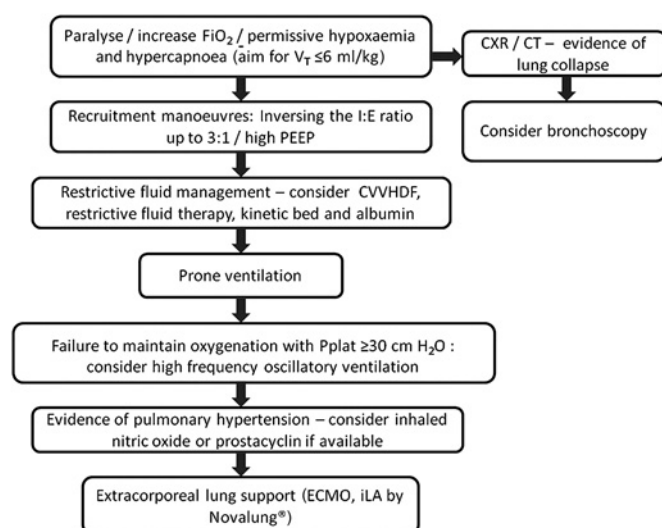 Paralyse / increase FiO₂ / permissive hypoxaemia
and hypercapnoea (aim for V_T ≤6 ml/kg)
CXR / CT – evidence of
lung collapse
Recruitment manoeuvres: Inversing the I:E ratio
up to 3:1 / high PEEP
Consider bronchoscopy
Restrictive fluid management – consider CVVHDF,
restrictive fluid therapy, kinetic bed and albumin
Prone ventilation
Failure to maintain oxygenation with Pplat ≥30 cm H₂O :
consider high frequency oscillatory ventilation
Evidence of pulmonary hypertension – consider inhaled
nitric oxide or prostacyclin if available
Extracorporeal lung support (ECMO, iLA by
Novalung®)